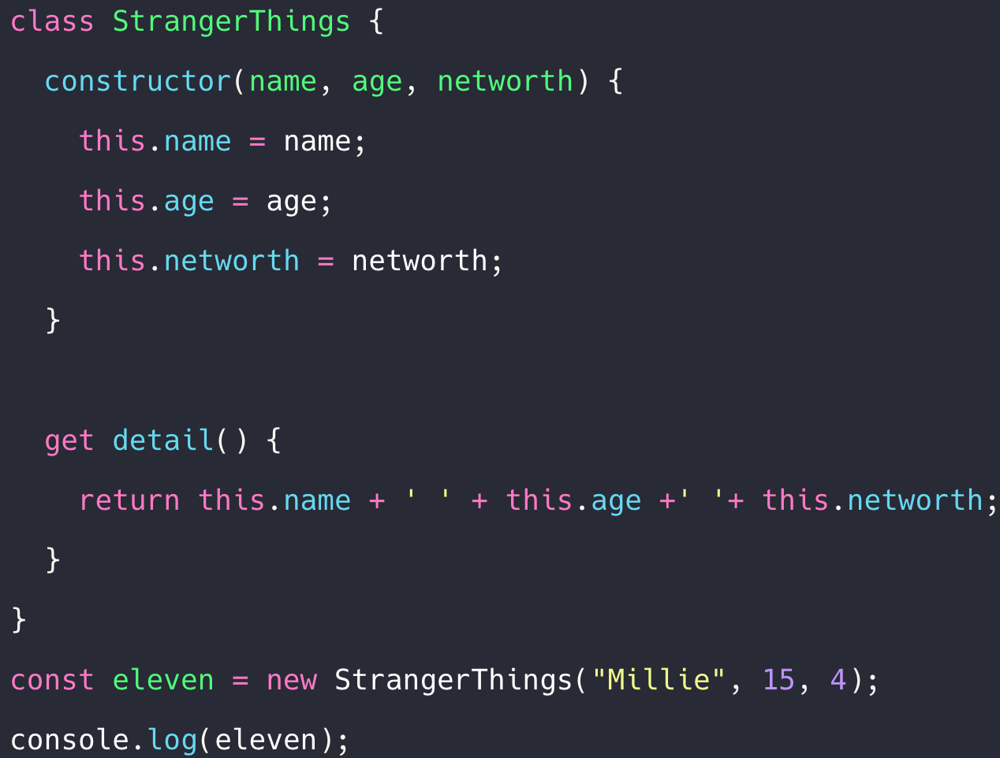 class StrangerThings {
  constructor(name, age, networth) {
    this.name = name;
    this.age = age;
    this.networth = networth;
  }
  get detail() {
    return this.name + ' ' + this.age +' '+ this.networth;
  }
}
const eleven = new StrangerThings("Millie", 15, 4);
console.log(eleven);